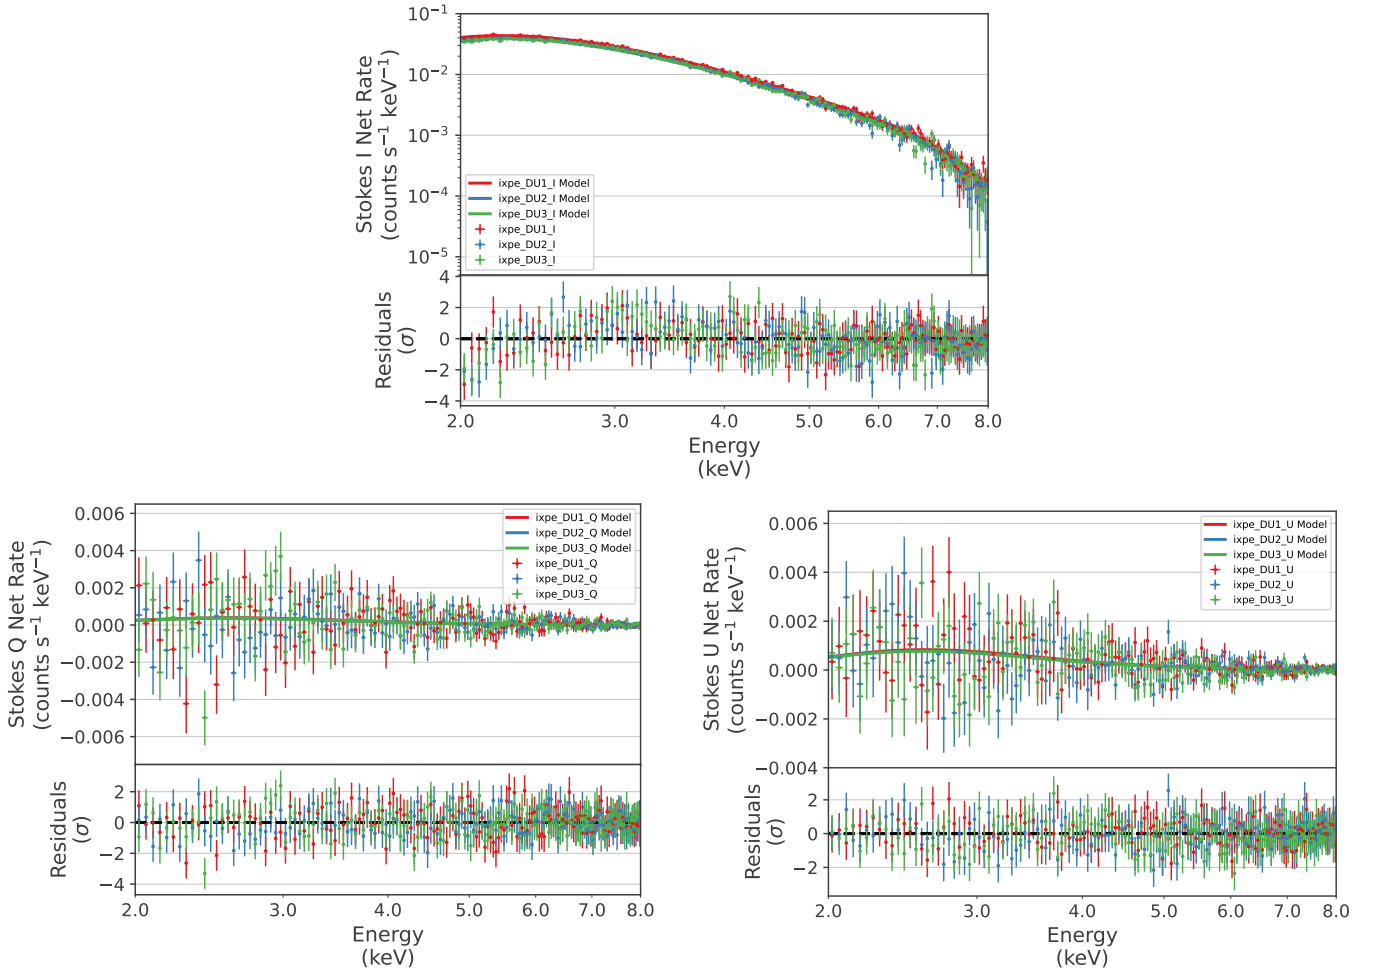 10⁻¹
10⁻²
10⁻³
10⁻⁴
10⁻⁵
Stokes I Net Rate
(counts s⁻¹ keV⁻¹)
ixpe_DU1_I Model
ixpe_DU2_I Model
ixpe_DU3_I Model
ixpe_DU1_I
ixpe_DU2_I
ixpe_DU3_I
4
2
0
−2
−4
Residuals
(σ)
2.0 3.0 4.0 5.0 6.0 7.0 8.0
Energy
(keV)
0.006
0.004
0.002
0.000
−0.002
−0.004
−0.006
Stokes Q Net Rate
(counts s⁻¹ keV⁻¹)
ixpe_DU1_Q Model
ixpe_DU2_Q Model
ixpe_DU3_Q Model
ixpe_DU1_Q
ixpe_DU2_Q
ixpe_DU3_Q
2
0
−2
−4
Residuals
(σ)
2.0 3.0 4.0 5.0 6.0 7.0 8.0
Energy
(keV)
0.006
0.004
0.002
0.000
−0.002
−0.004
Stokes U Net Rate
(counts s⁻¹ keV⁻¹)
ixpe_DU1_U Model
ixpe_DU2_U Model
ixpe_DU3_U Model
ixpe_DU1_U
ixpe_DU2_U
ixpe_DU3_U
2
0
−2
Residuals
(σ)
2.0 3.0 4.0 5.0 6.0 7.0 8.0
Energy
(keV)